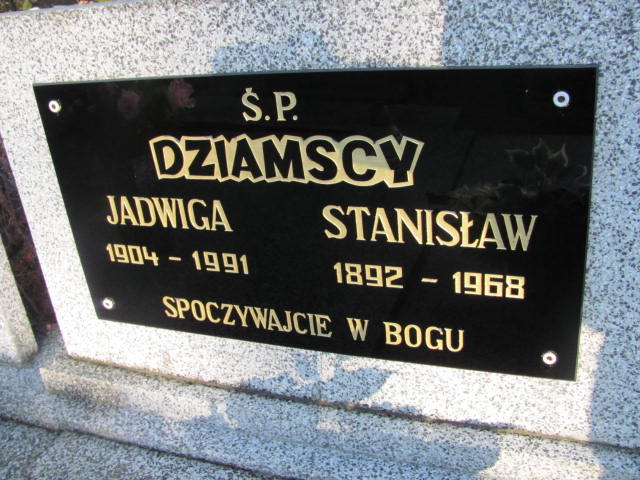 Ś.P.
DZIAMSCY
JADWIGA STANISŁAW
1904 - 1991 1892 - 1968
SPOCZYWAJCIE W BOGU